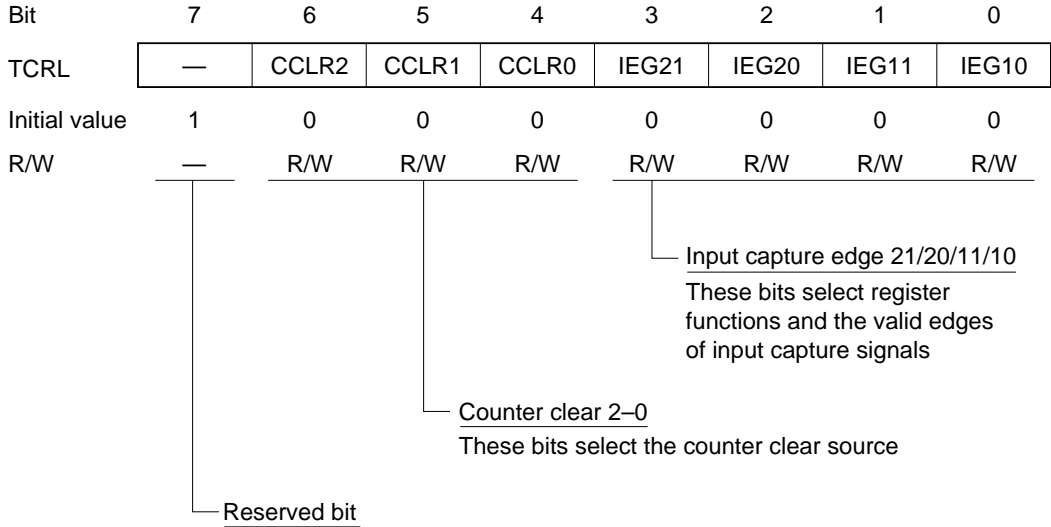 Bit 7 6 5 4 3 2 1 0
TCRL — CCLR2 CCLR1 CCLR0 IEG21 IEG20 IEG11 IEG10
Initial value 1 0 0 0 0 0 0 0
R/W — R/W R/W R/W R/W R/W R/W R/W
Input capture edge 21/20/11/10
These bits select register
functions and the valid edges
of input capture signals
Counter clear 2–0
These bits select the counter clear source
Reserved bit